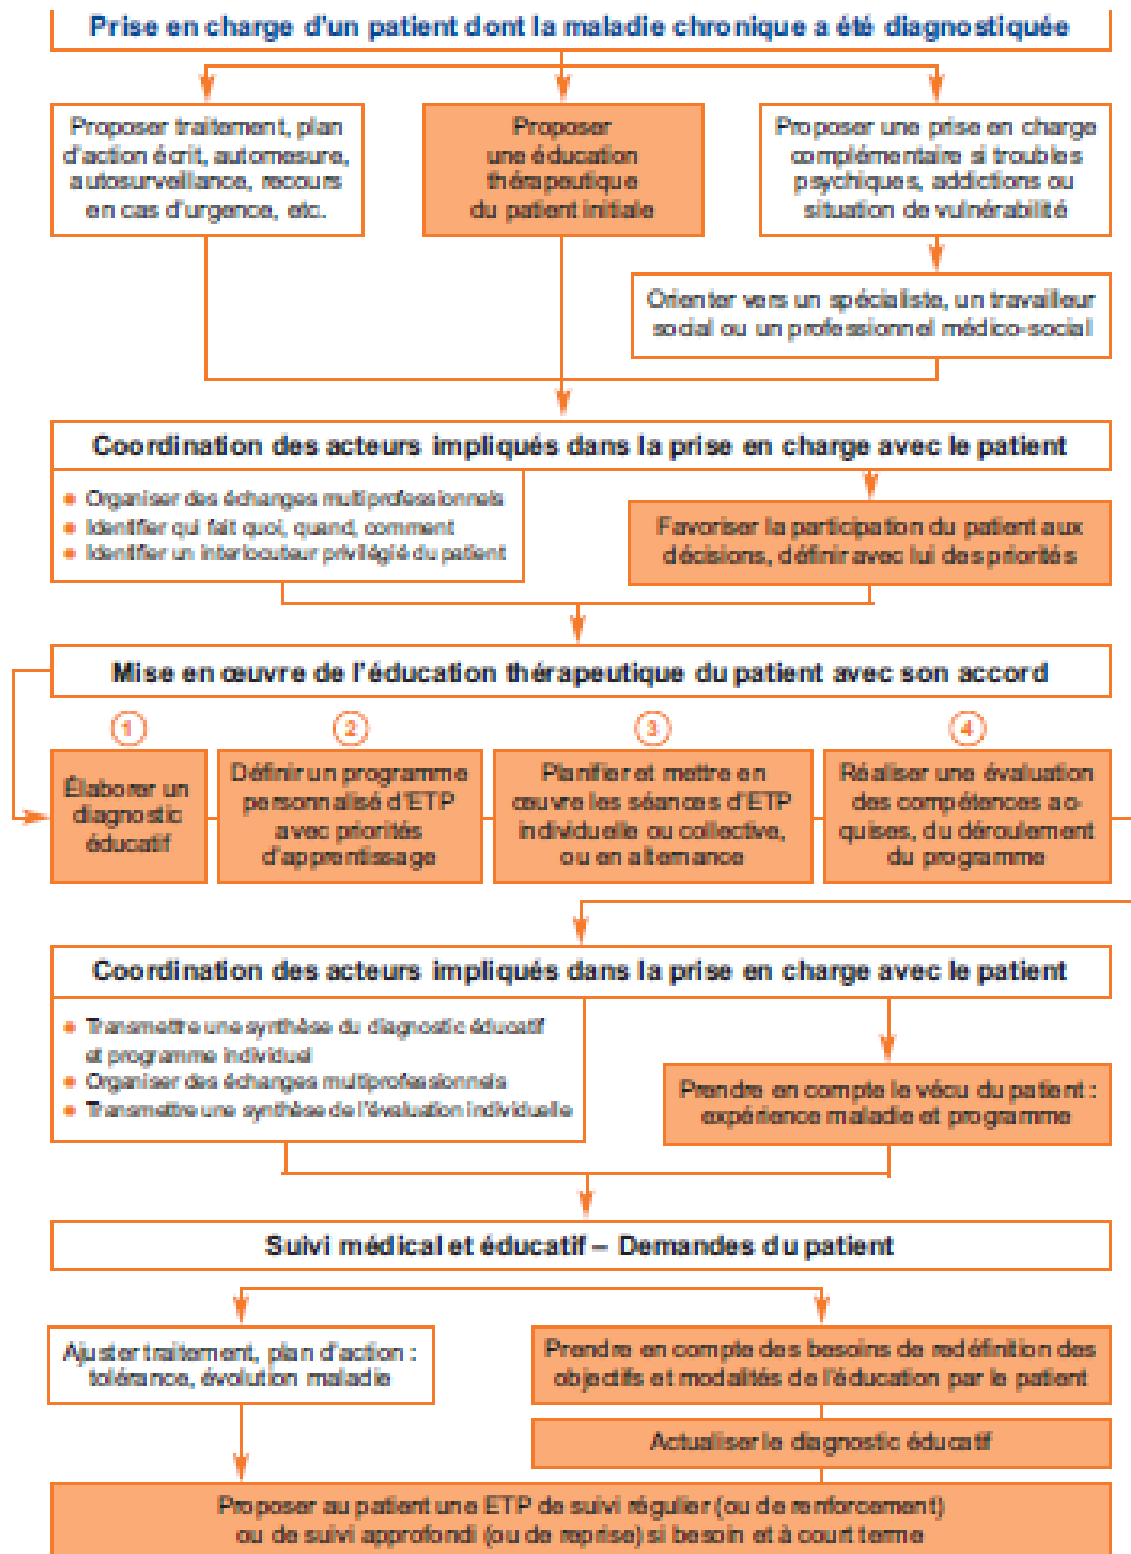 Prise en charge d'un patient dont la maladie chronique a été diagnostiquée
Proposer traitement, plan
d'action écrit, automesure,
autosurveillance, recours
en cas d'urgence, etc.
Proposer
une éducation
thérapeutique
du patient initiale
Proposer une prise en charge
complémentaire si troubles
psychiques, addictions ou
situation de vulnérabilité
Orienter vers un spécialiste, un travailleur
social ou un professionnel médico-social
Coordination des acteurs impliqués dans la prise en charge avec le patient
• Organiser des échanges multiprofessionnels
• Identifier qui fait quoi, quand, comment
• Identifier un interlocuteur privilégié du patient
Favoriser la participation du patient aux
décisions, définir avec lui des priorités
Mise en œuvre de l'éducation thérapeutique du patient avec son accord
1
Élaborer un
diagnostic
éducatif
2
Définir un programme
personnalisé d'ETP
avec priorités
d'apprentissage
3
Planifier et mettre en
œuvre les séances d'ETP
individuelle ou collective,
ou en alternance
4
Réaliser une évaluation
des compétences ac-
quises, du déroulement
du programme
Coordination des acteurs impliqués dans la prise en charge avec le patient
• Transmettre une synthèse du diagnostic éducatif
et programme individuel
• Organiser des échanges multiprofessionnels
• Transmettre une synthèse de l'évaluation individuelle
Prendre en compte le vécu du patient :
expérience maladie et programme
Suivi médical et éducatif – Demandes du patient
Ajuster traitement, plan d'action :
tolérance, évolution maladie
Prendre en compte des besoins de redéfinition des
objectifs et modalités de l'éducation par le patient
Actualiser le diagnostic éducatif
Proposer au patient une ETP de suivi régulier (ou de renforcement)
ou de suivi approfondi (ou de reprise) si besoin et à court terme